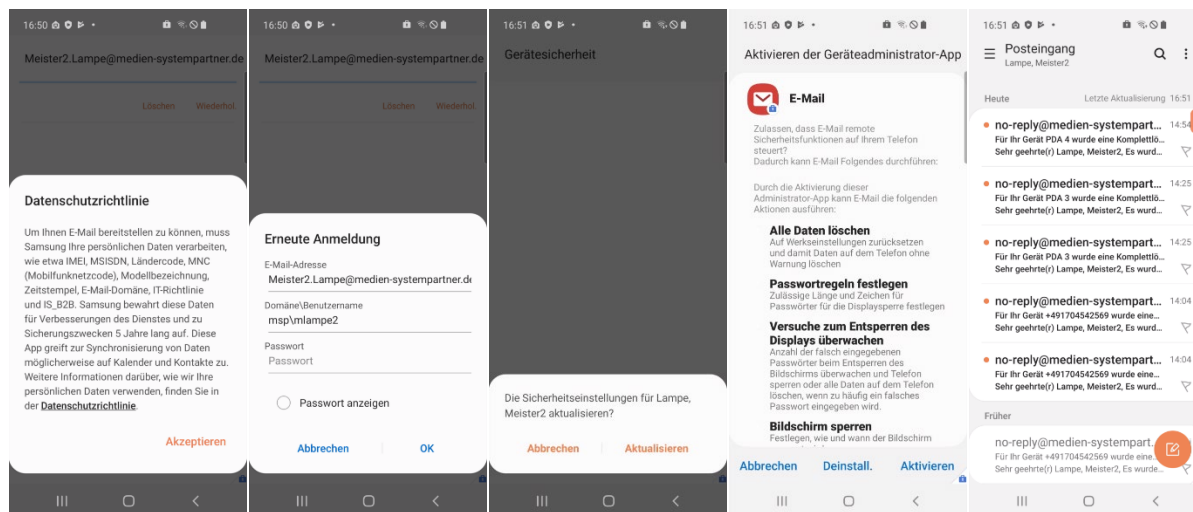 16:50
Meister2.Lampe@medien-systempartner.de
Löschen Wiederhol.
Datenschutzrichtlinie
Um Ihnen E-Mail bereitstellen zu können, muss
Samsung Ihre persönlichen Daten verarbeiten,
wie etwa IMEI, MSISDN, Ländercode, MNC
(Mobilfunknetzcode), Modellbezeichnung,
Zeitstempel, E-Mail-Domäne, IT-Richtlinie
und IS_B2B. Samsung bewahrt diese Daten
für Verbesserungen des Dienstes und zu
Sicherungszwecken 5 Jahre lang auf. Diese
App greift zur Synchronisierung von Daten
möglicherweise auf Kalender und Kontakte zu.
Weitere Informationen darüber, wie wir Ihre
persönlichen Daten verwenden, finden Sie in
der Datenschutzrichtlinie.
Akzeptieren
16:50
Meister2.Lampe@medien-systempartner.de
Löschen Wiederhol.
Erneute Anmeldung
E-Mail-Adresse
Meister2.Lampe@medien-systempartner.de
Domäne\Benutzername
msp\mlampe2
Passwort
Passwort
Passwort anzeigen
Abbrechen OK
16:51
Gerätesicherheit
Die Sicherheitseinstellungen für Lampe,
Meister2 aktualisieren?
Abbrechen Aktualisieren
16:51
Aktivieren der Geräteadministrator-App
E-Mail
Zulassen, dass E-Mail remote
Sicherheitsfunktionen auf Ihrem Telefon
steuert?
Dadurch kann E-Mail Folgendes durchführen:
Durch die Aktivierung dieser
Administrator-App kann E-Mail die folgenden
Aktionen ausführen:
Alle Daten löschen
Auf Werkseinstellungen zurücksetzen
und damit Daten auf dem Telefon ohne
Warnung löschen
Passwortregeln festlegen
Zulässige Länge und Zeichen für
Passwörter für die Displaysperre festlegen
Versuche zum Entsperren des
Displays überwachen
Anzahl der falsch eingegebenen
Passwörter beim Entsperren des
Bildschirms überwachen und Telefon
sperren oder alle Daten auf dem Telefon
löschen, wenn zu häufig ein falsches
Passwort eingegeben wird.
Bildschirm sperren
Festlegen, wie und wann der Bildschirm
Abbrechen Deinstall. Aktivieren
16:51
Posteingang
Lampe, Meister2
Heute Letzte Aktualisierung 16:51
no-reply@medien-systempart... 14:54
Für Ihr Gerät PDA 4 wurde eine Komplettlö...
Sehr geehrte(r) Lampe, Meister2, Es wurd...
no-reply@medien-systempart... 14:25
Für Ihr Gerät PDA 3 wurde eine Komplettlö...
Sehr geehrte(r) Lampe, Meister2, Es wurd...
no-reply@medien-systempart... 14:25
Für Ihr Gerät PDA 3 wurde eine Komplettlö...
Sehr geehrte(r) Lampe, Meister2, Es wurd...
no-reply@medien-systempart... 14:04
Für Ihr Gerät +491704542569 wurde eine...
Sehr geehrte(r) Lampe, Meister2, Es wurd...
no-reply@medien-systempart... 14:04
Für Ihr Gerät +491704542569 wurde eine...
Sehr geehrte(r) Lampe, Meister2, Es wurd...
Früher
no-reply@medien-systempart.
Für Ihr Gerät +491704542569 wurde eine...
Sehr geehrte(r) Lampe, Meister2, Es wurde...